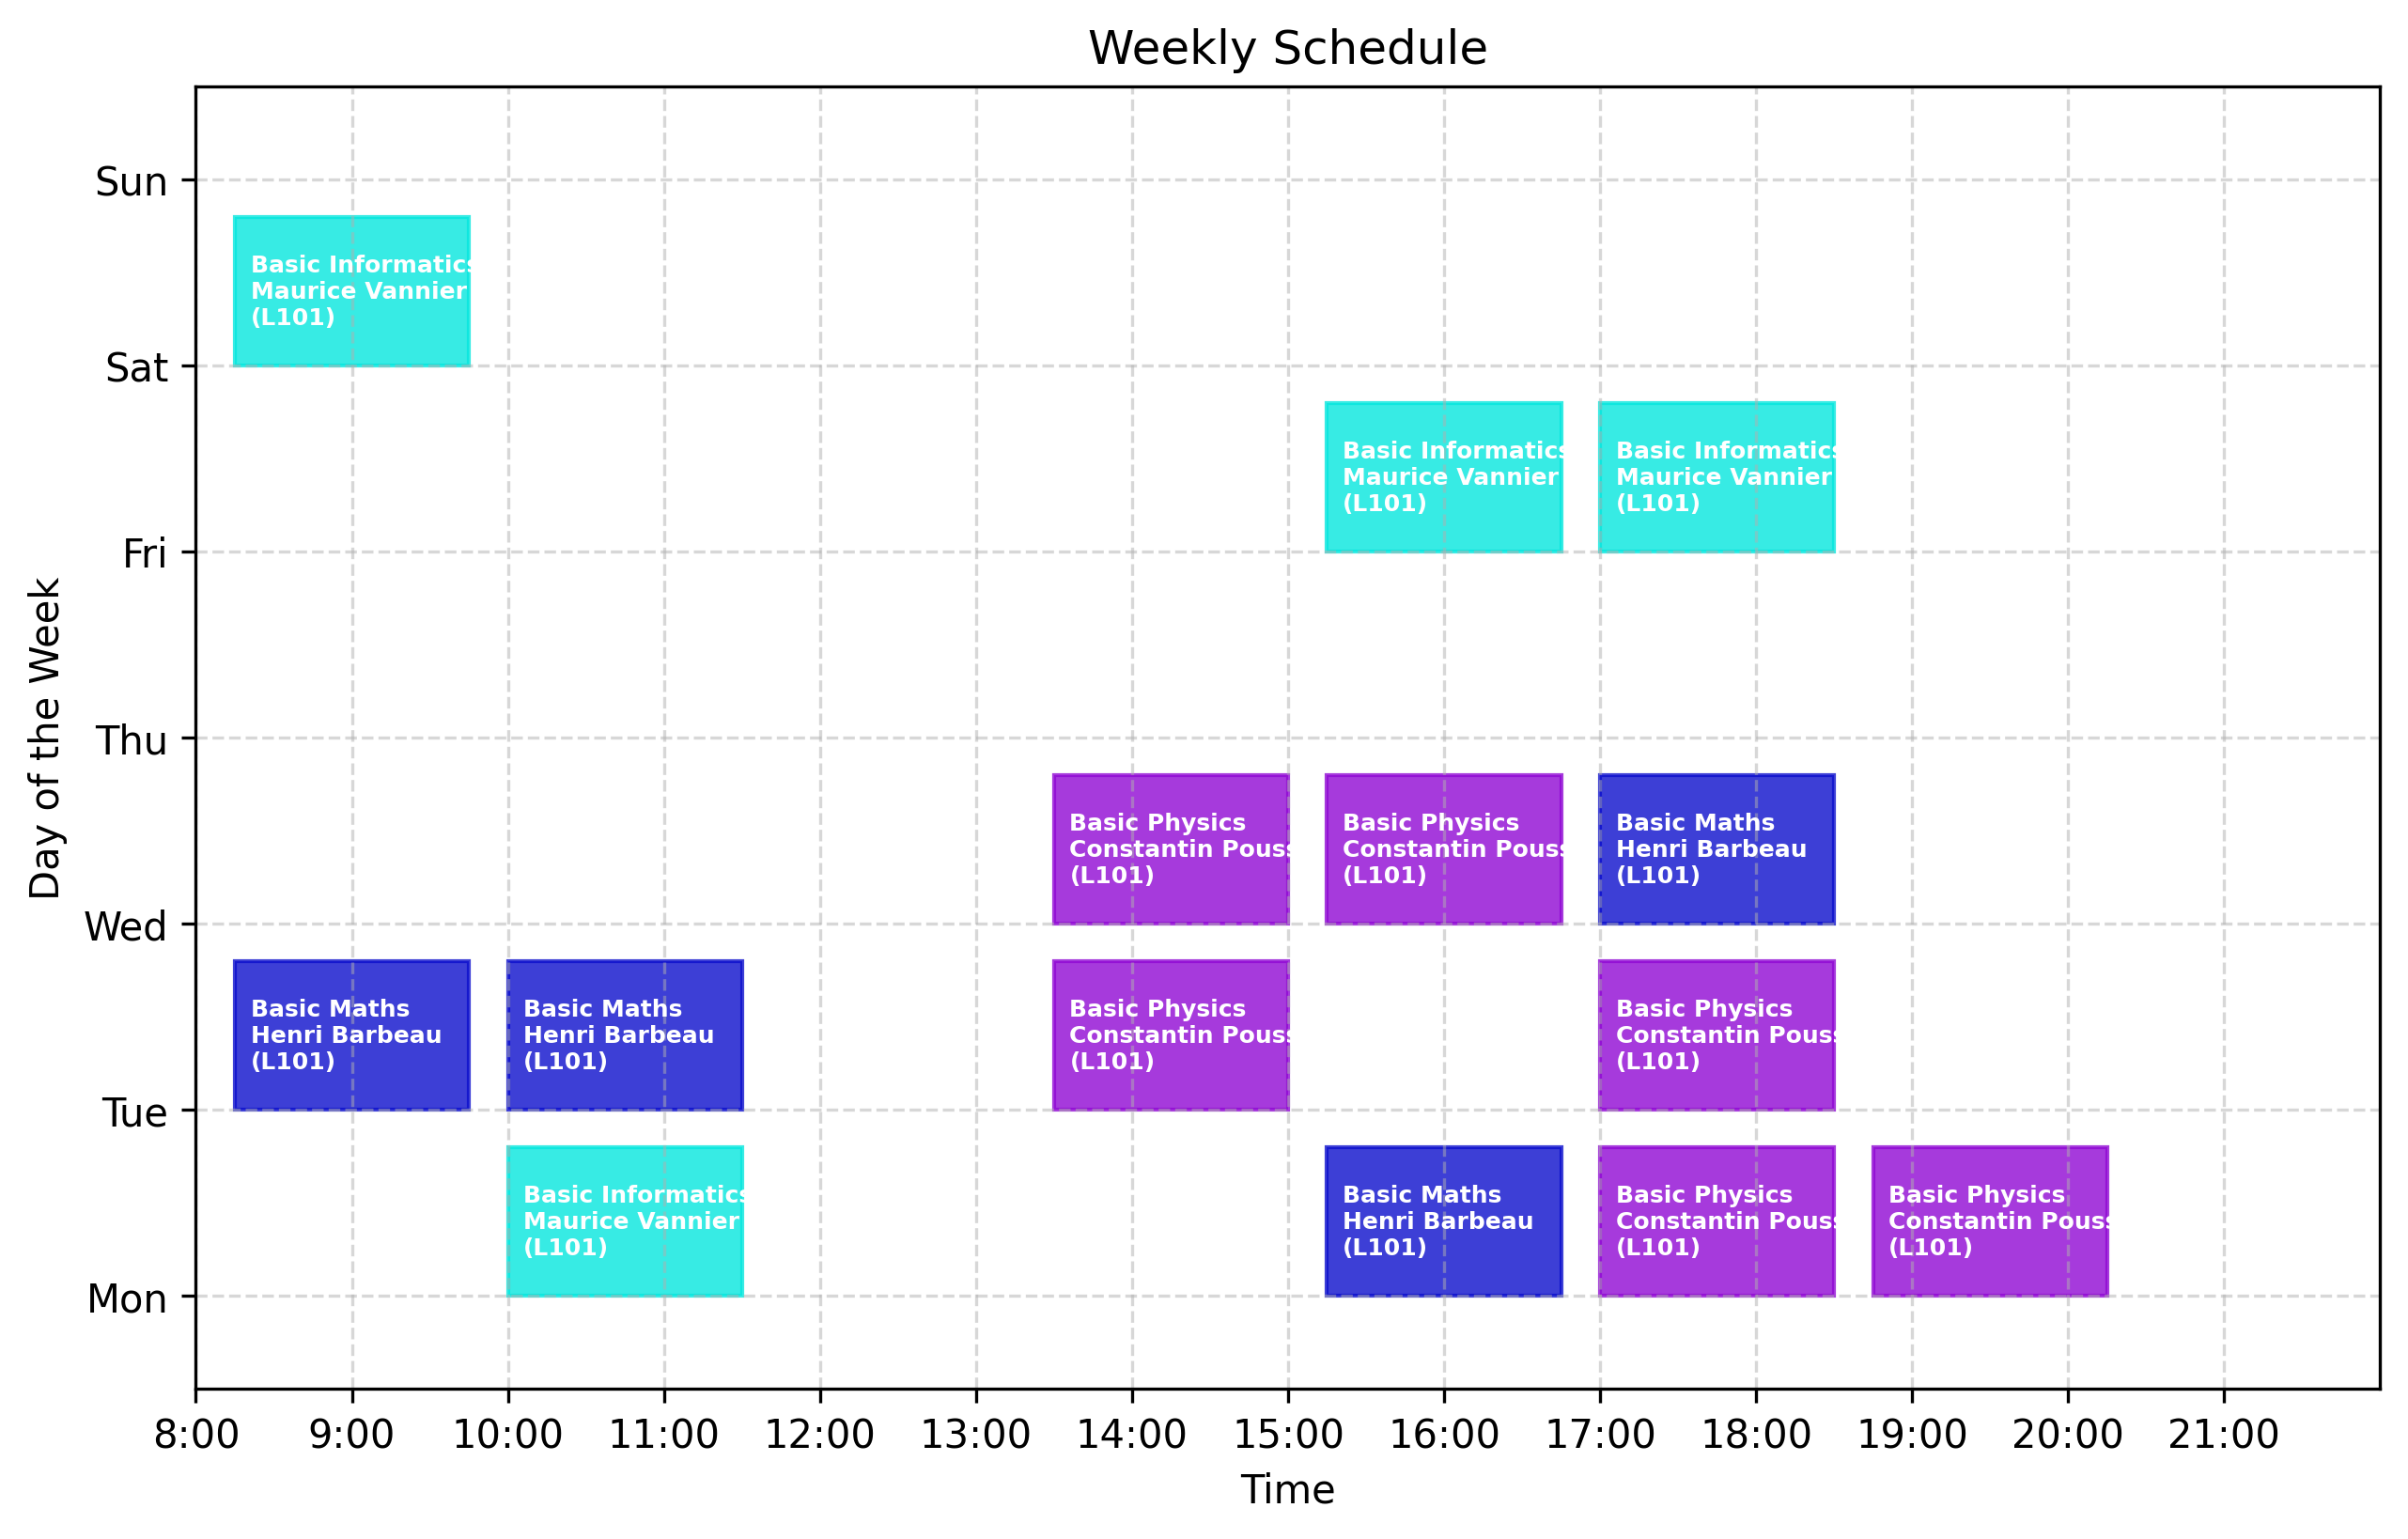 Weekly Schedule
Sun
Basic Informatics
Maurice Vannier
(L101)
Sat
Basic Informatics
Maurice Vannier
(L101)
Basic Informatics
Maurice Vannier
(L101)
Fri
Thu
Basic Physics
Constantin Pouss
(L101)
Basic Physics
Constantin Pouss
(L101)
Basic Maths
Henri Barbeau
(L101)
Wed
Basic Maths
Henri Barbeau
(L101)
Basic Maths
Henri Barbeau
(L101)
Basic Physics
Constantin Pouss
(L101)
Basic Physics
Constantin Pouss
(L101)
Tue
Basic Informatics
Maurice Vannier
(L101)
Basic Maths
Henri Barbeau
(L101)
Basic Physics
Constantin Pouss
(L101)
Basic Physics
Constantin Pouss
(L101)
Mon
Day of the Week
8:00 9:00 10:00 11:00 12:00 13:00 14:00 15:00 16:00 17:00 18:00 19:00 20:00 21:00
Time